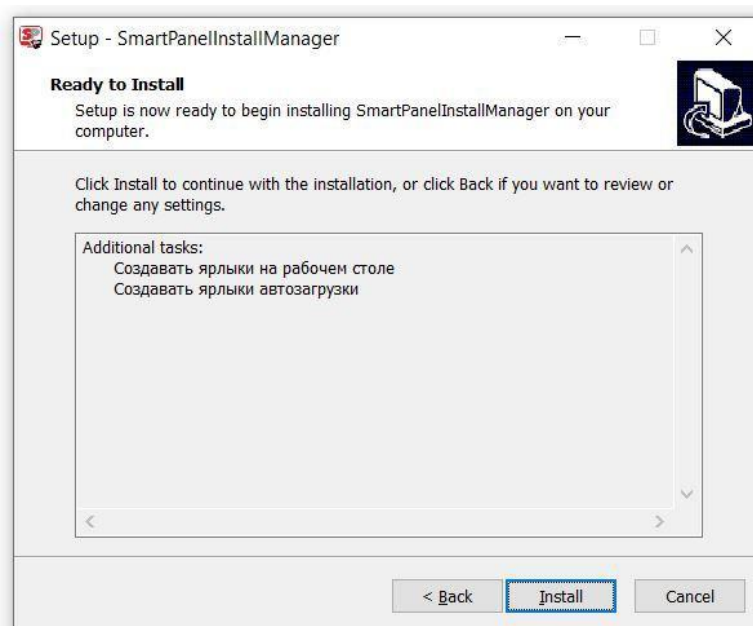 Setup - SmartPanelInstallManager
Ready to Install
Setup is now ready to begin installing SmartPanelInstallManager on your
computer.
Click Install to continue with the installation, or click Back if you want to review or
change any settings.
Additional tasks:
Создавать ярлыки на рабочем столе
Создавать ярлыки автозагрузки
< Back
Install
Cancel